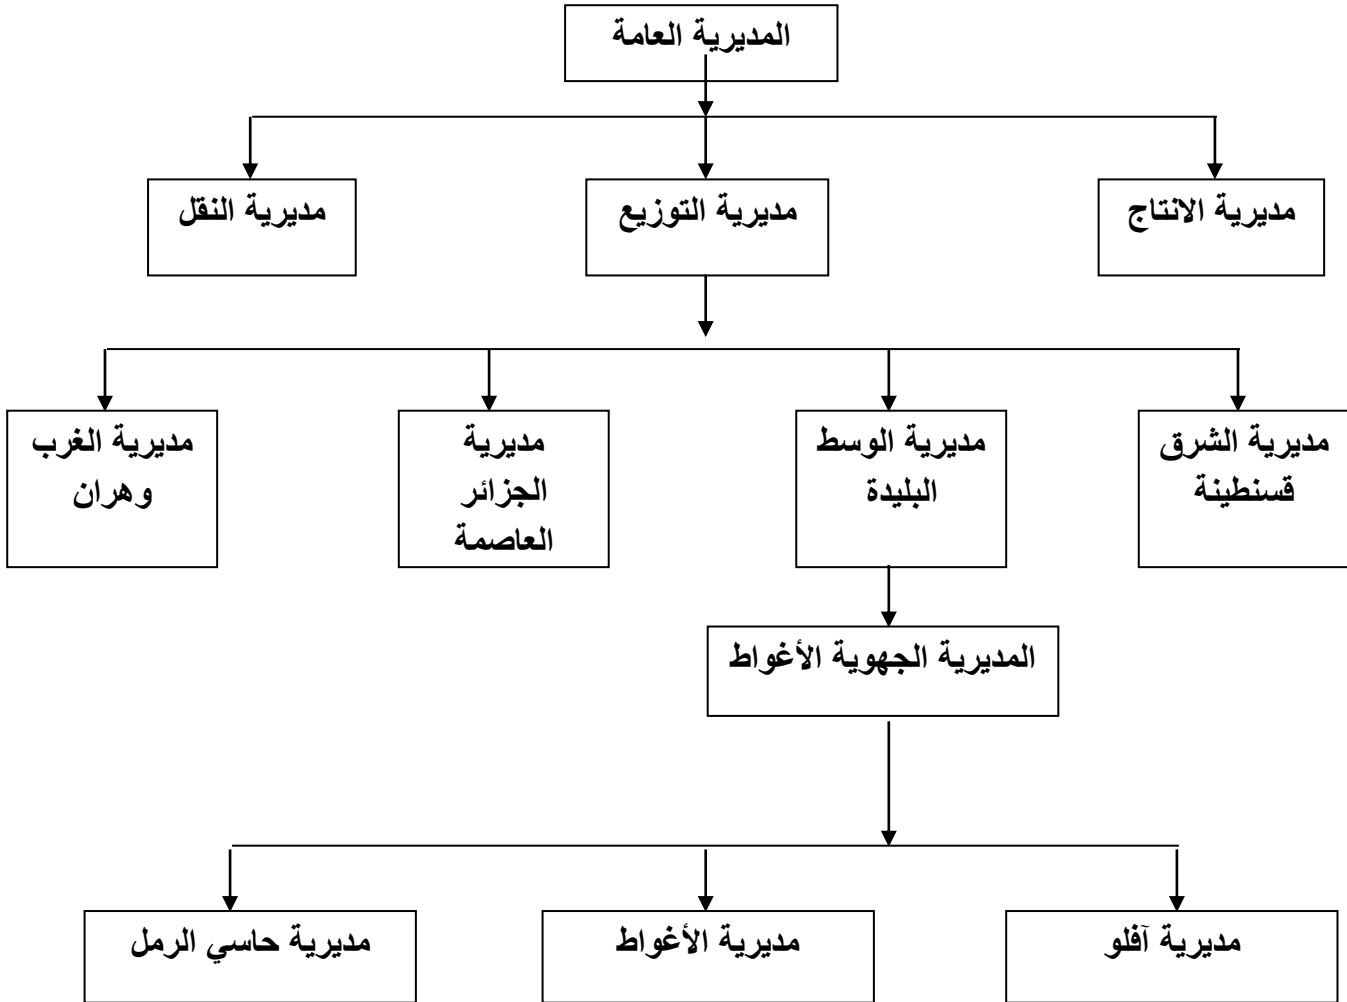 المديرية العامة
مديرية الانتاج
مديرية التوزيع
مديرية النقل
مديرية الشرق
قسنطينة
مديرية الوسط
البليدة
مديرية
الجزائر
العاصمة
مديرية الغرب
وهران
المديرية الجهوية الأغواط
مديرية آفلو
مديرية الأغواط
مديرية حاسي الرمل